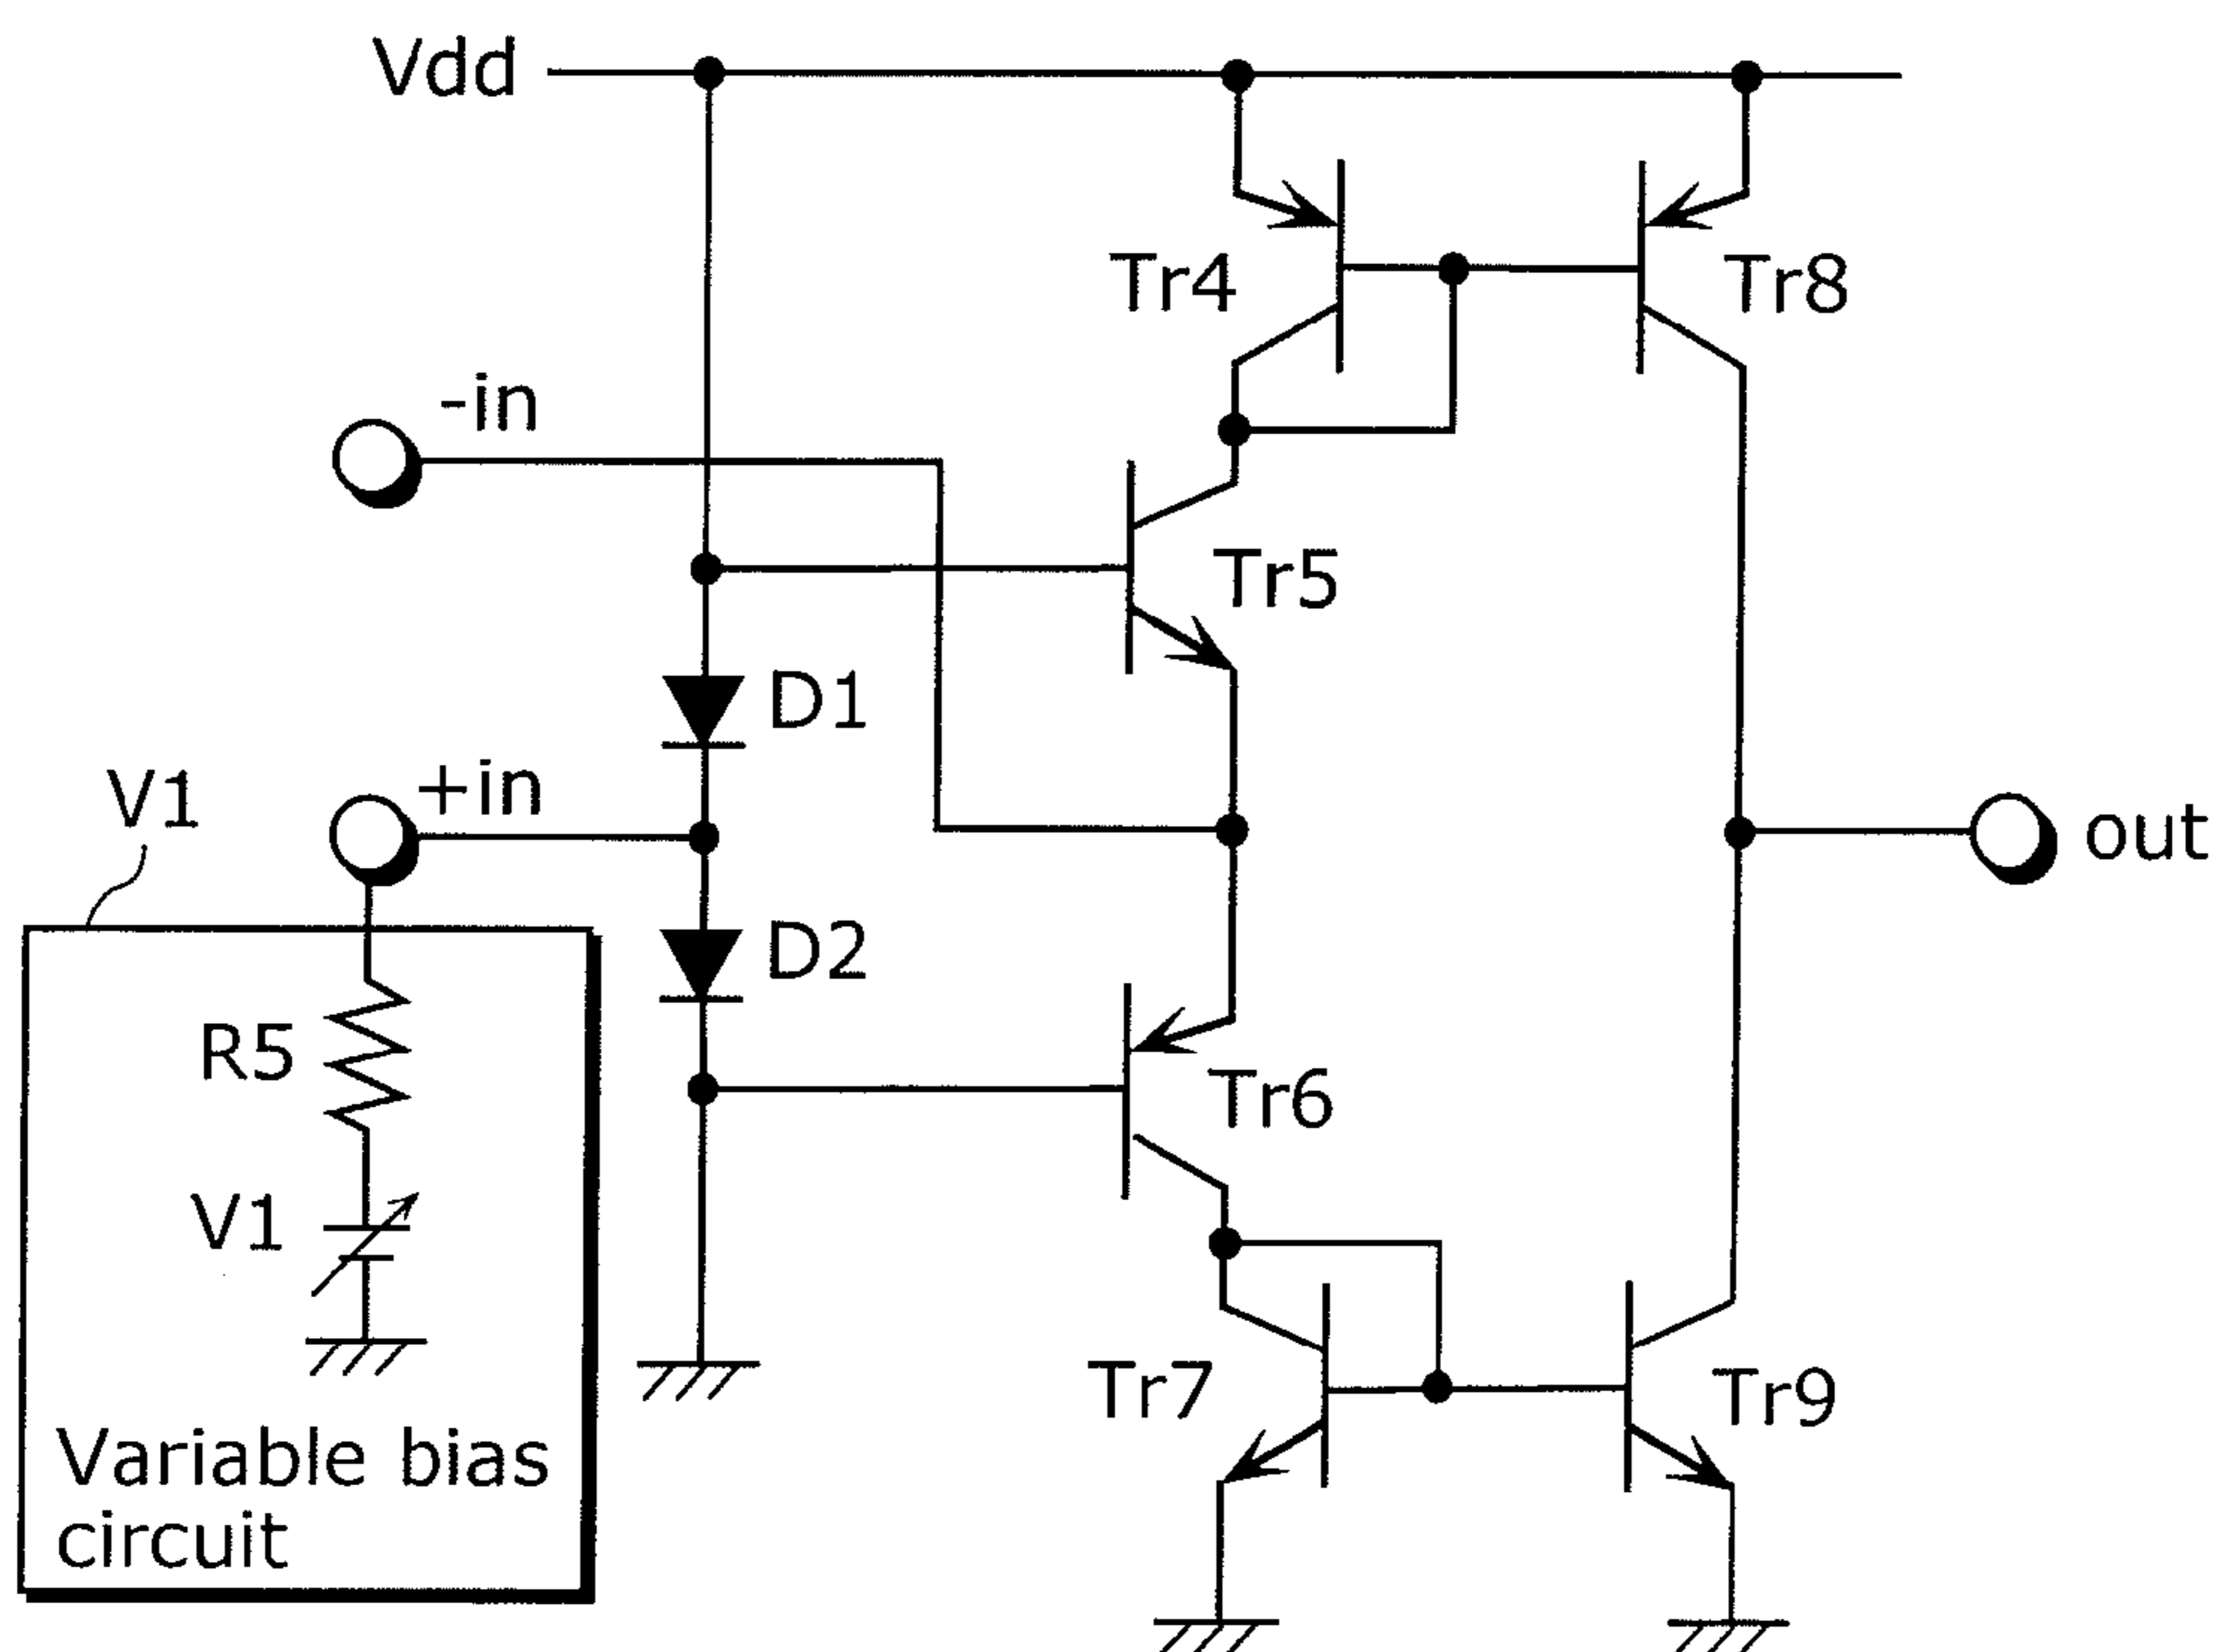 Vdd
Tr4
Tr8
-in
Tr5
D1
V1
+in
out
D2
R5
Tr6
V1
Tr7
Tr9
Variable bias
circuit